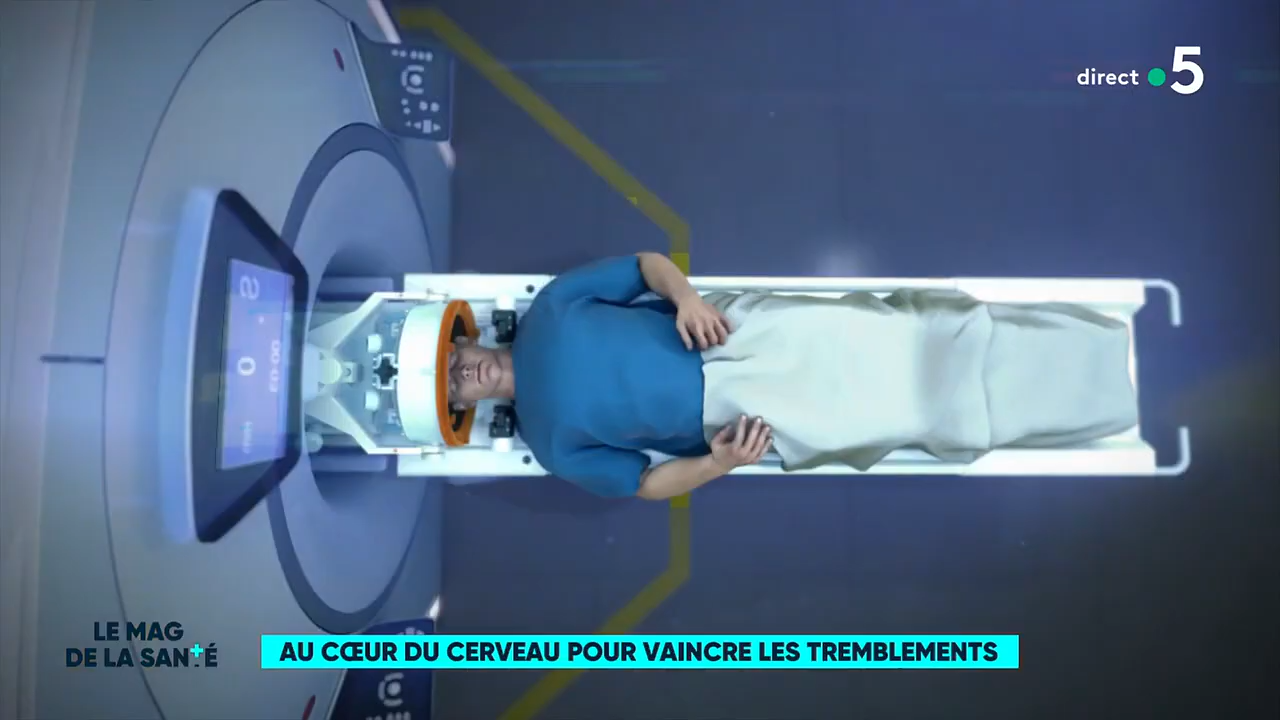 direct 5
LE MAG
DE LA SANTÉ
AU CŒUR DU CERVEAU POUR VAINCRE LES TREMBLEMENTS